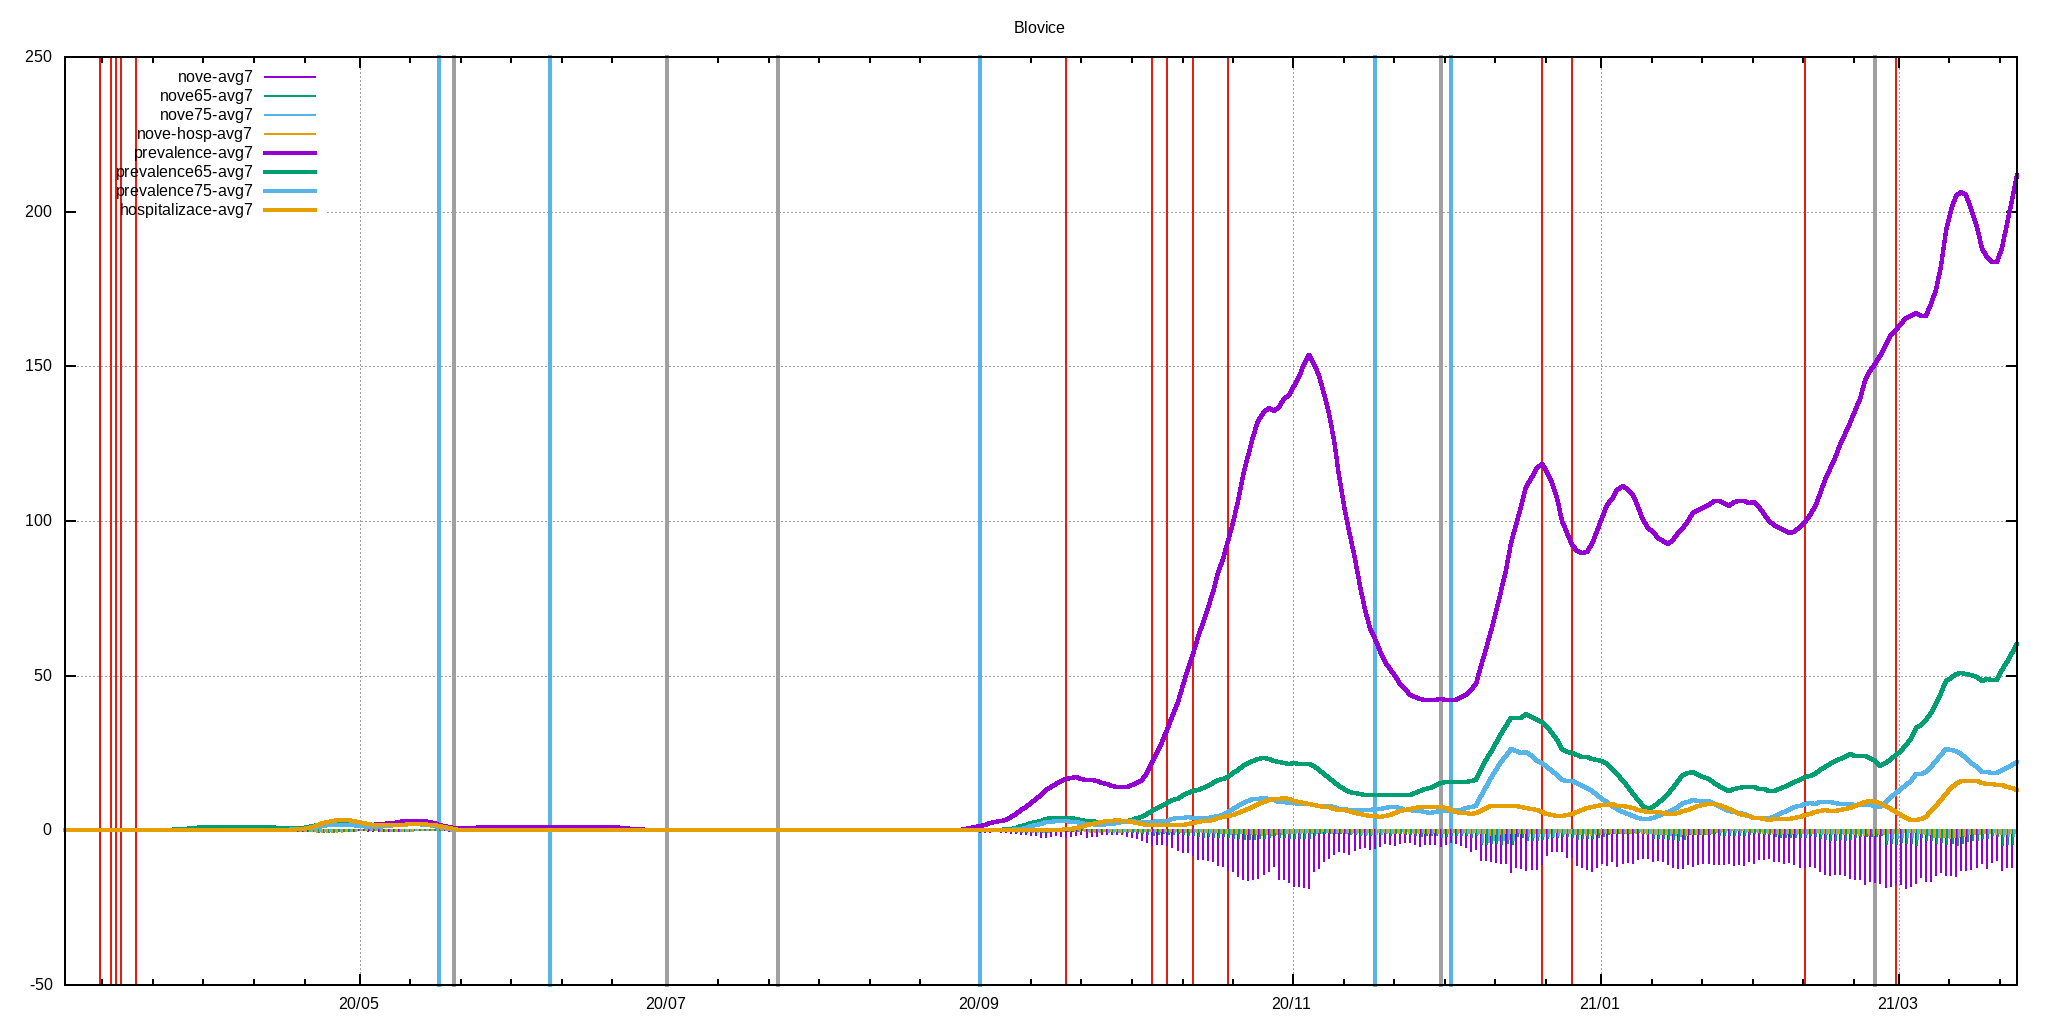 Blovice
250
200
150
100
50
0
-50
nove-avg7
nove65-avg7
nove75-avg7
nove-hosp-avg7
prevalence-avg7
prevalence65-avg7
prevalence75-avg7
hospitalizace-avg7
20/05 20/07 20/09 20/11 21/01 21/03